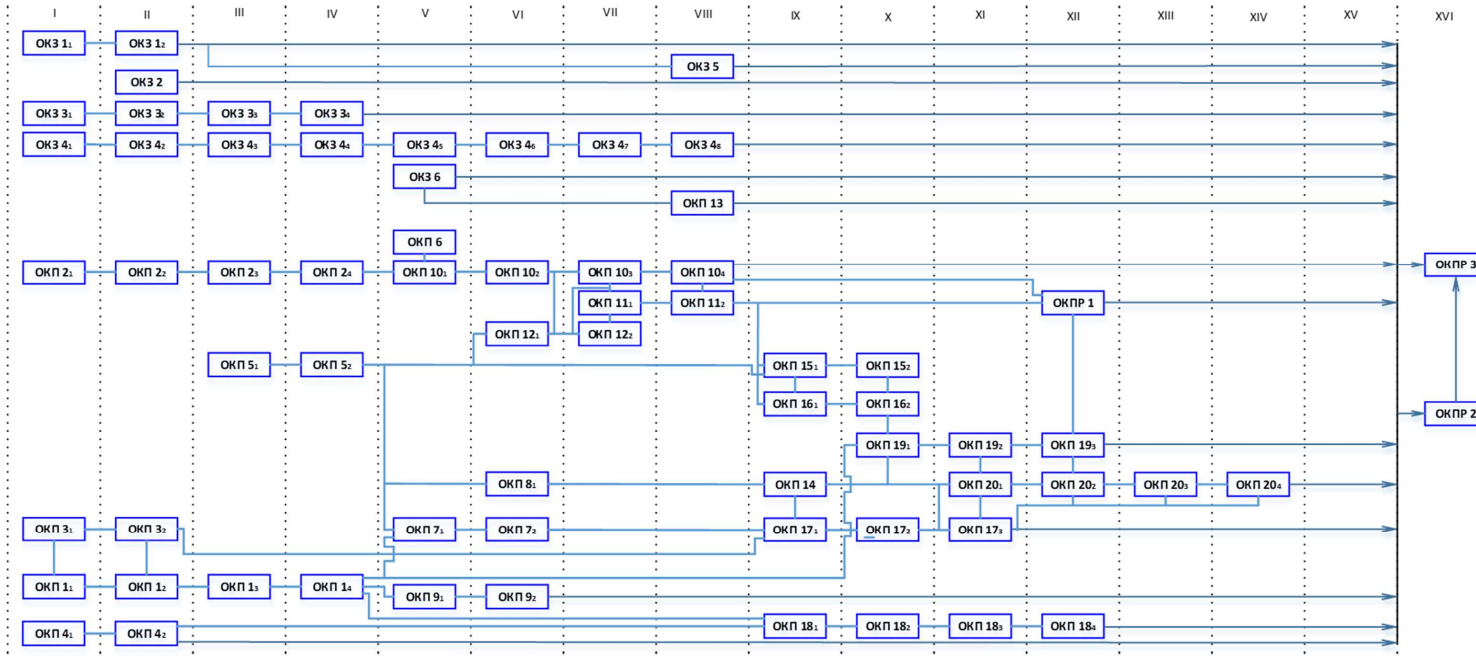 I II III IV V VI VII VIII IX X XI XII XIII XIV XV XVI
ОКЗ 1₁ ОКЗ 1₂
ОКЗ 5
ОКЗ 2
ОКЗ 3₁ ОКЗ 3₂ ОКЗ 3₃ ОКЗ 3₄
ОКЗ 4₁ ОКЗ 4₂ ОКЗ 4₃ ОКЗ 4₄ ОКЗ 4₅ ОКЗ 4₆ ОКЗ 4₇ ОКЗ 4₈
ОКЗ 6
ОКП 13
ОКП 6
ОКПР 3
ОКП 2₁ ОКП 2₂ ОКП 2₃ ОКП 2₄ ОКП 10₁ ОКП 10₂ ОКП 10₃ ОКП 10₄
ОКП 11₁ ОКП 11₂ ОКПР 1
ОКП 12₁ ОКП 12₂
ОКП 5₁ ОКП 5₂ ОКП 15₁ ОКП 15₂
ОКП 16₁ ОКП 16₂
ОКПР 2
ОКП 19₁ ОКП 19₂ ОКП 19₃
ОКП 8₁ ОКП 14 ОКП 20₁ ОКП 20₂ ОКП 20₃ ОКП 20₄
ОКП 3₁ ОКП 3₂ ОКП 7₁ ОКП 7₂ ОКП 17₁ ОКП 17₂ ОКП 17₃
ОКП 1₁ ОКП 1₂ ОКП 1₃ ОКП 1₄
ОКП 9₁ ОКП 9₂
ОКП 4₁ ОКП 4₂ ОКП 18₁ ОКП 18₂ ОКП 18₃ ОКП 18₄